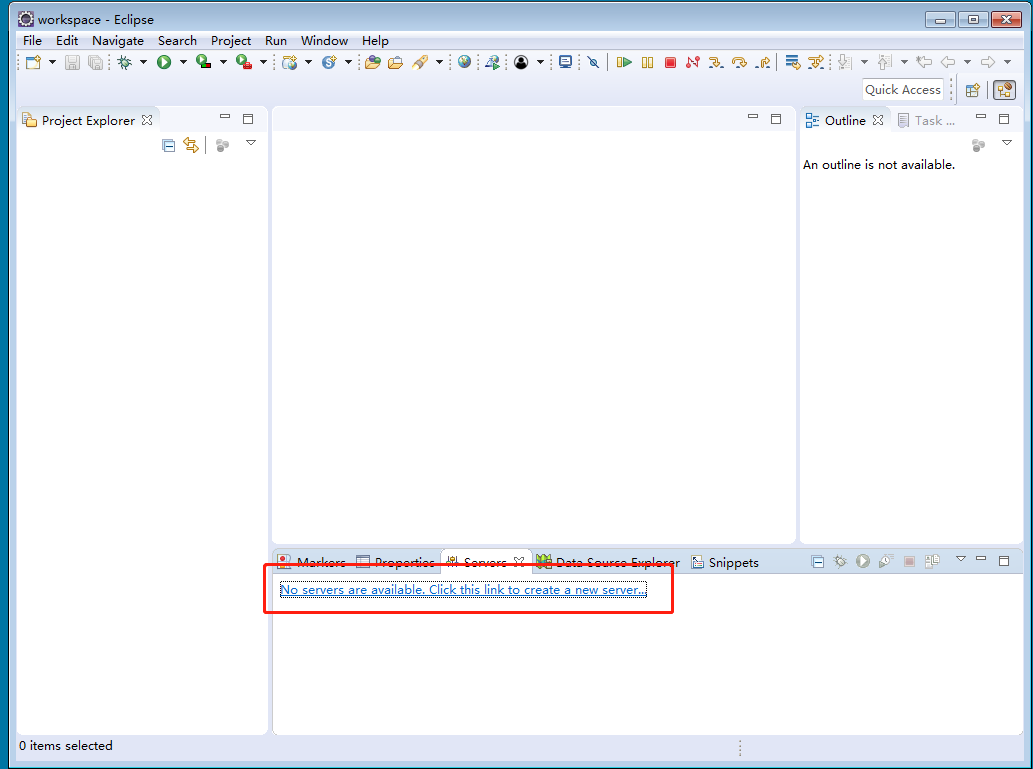 workspace - Eclipse
File Edit Navigate Search Project Run Window Help
Quick Access
Project Explorer
Outline Task ...
An outline is not available.
Markers Properties Servers Data Source Explorer Snippets
No servers are available. Click this link to create a new server...
0 items selected